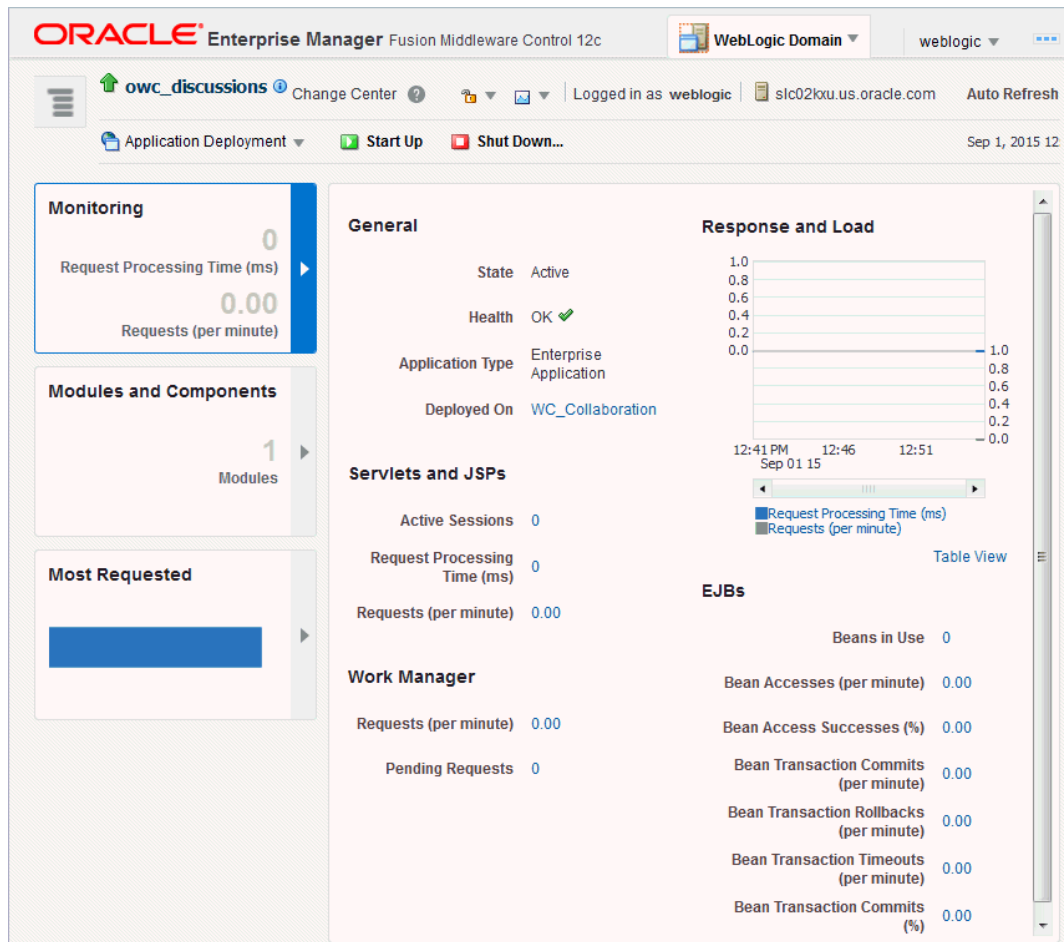 ORACLE Enterprise Manager Fusion Middleware Control 12c
WebLogic Domain
weblogic
owc_discussions
Change Center
Logged in as weblogic
slc02kxu.us.oracle.com
Auto Refresh
Application Deployment
Start Up
Shut Down...
Sep 1, 2015 12
Monitoring
0
Request Processing Time (ms)
0.00
Requests (per minute)
Modules and Components
1
Modules
Most Requested
General
State Active
Health OK
Application Type Enterprise
Application
Deployed On WC_Collaboration
Servlets and JSPs
Active Sessions 0
Request Processing
Time (ms) 0
Requests (per minute) 0.00
Work Manager
Requests (per minute) 0.00
Pending Requests 0
Response and Load
1.0
0.8
0.6
0.4
0.2
0.0
1.0
0.8
0.6
0.4
0.2
0.0
12:41 PM 12:46 12:51
Sep 01 15
Request Processing Time (ms)
Requests (per minute)
Table View
EJBs
Beans in Use 0
Bean Accesses (per minute) 0.00
Bean Access Successes (%) 0.00
Bean Transaction Commits
(per minute) 0.00
Bean Transaction Rollbacks
(per minute) 0.00
Bean Transaction Timeouts
(per minute) 0.00
Bean Transaction Commits
(%) 0.00